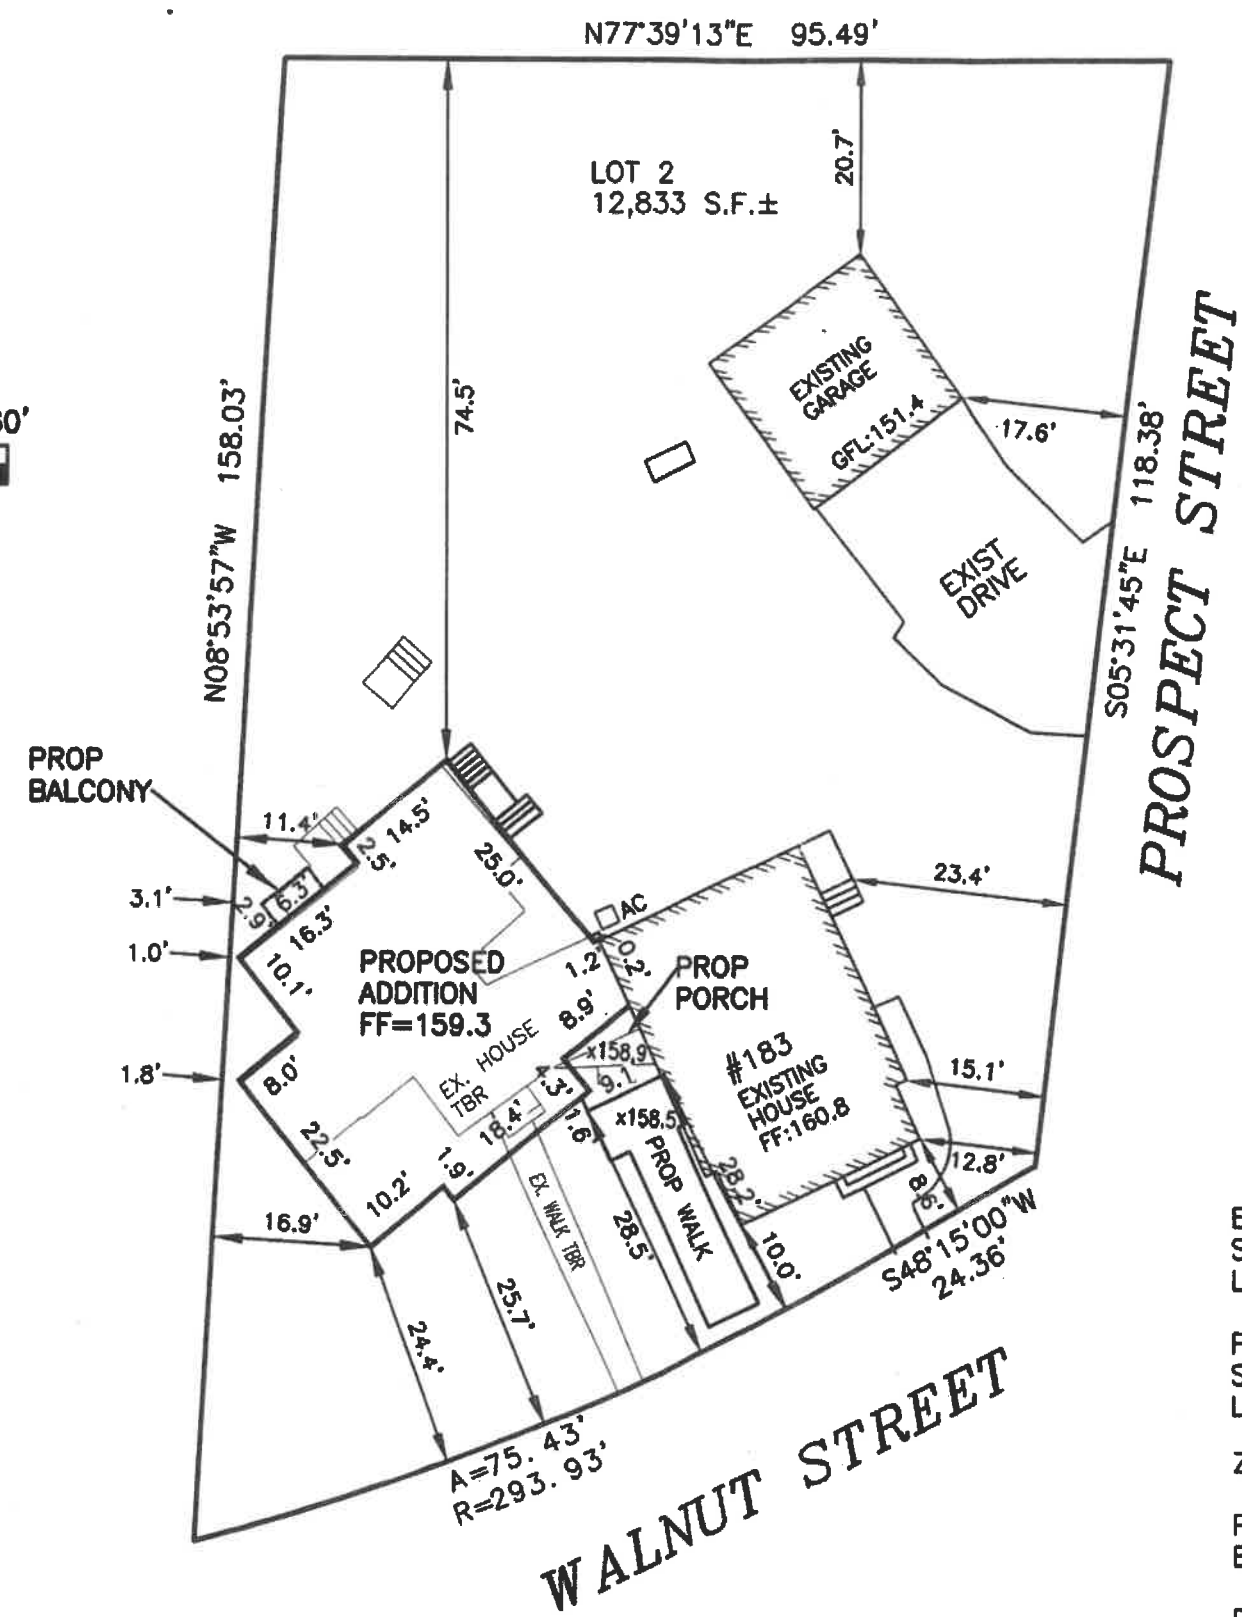 N77°39'13"E 95.49'
LOT 2
12,833 S.F.±
20.7'
74.5'
EXISTING
GARAGE
GFL:151.4
17.6'
N08°53'57"W 158.03'
S05°31'45"E 118.38'
PROSPECT STREET
EXIST
DRIVE
PROP
BALCONY
11.4'
14.5'
2.5'
25.0'
3.1'
2.9'
6.3'
16.3'
1.0'
10.1'
AC
23.4'
PROPOSED
ADDITION
FF=159.3
1.2'
0.2'
PROP
PORCH
8.9'
x158.9
9.1
EX. HOUSE
TBR
4.3'
#183
EXISTING
HOUSE
FF:160.8
1.8'
8.0'
15.1'
18.4'
1.6'
x158.5
22.5'
1.9'
10.2'
PROP WALK
28.2'
12.8'
8.6'
EX. WALK TBR
16.9'
28.5'
10.0'
25.7'
24.4'
S48°15'00"W
24.36'
A=75.43'
R=293.93'
WALNUT STREET